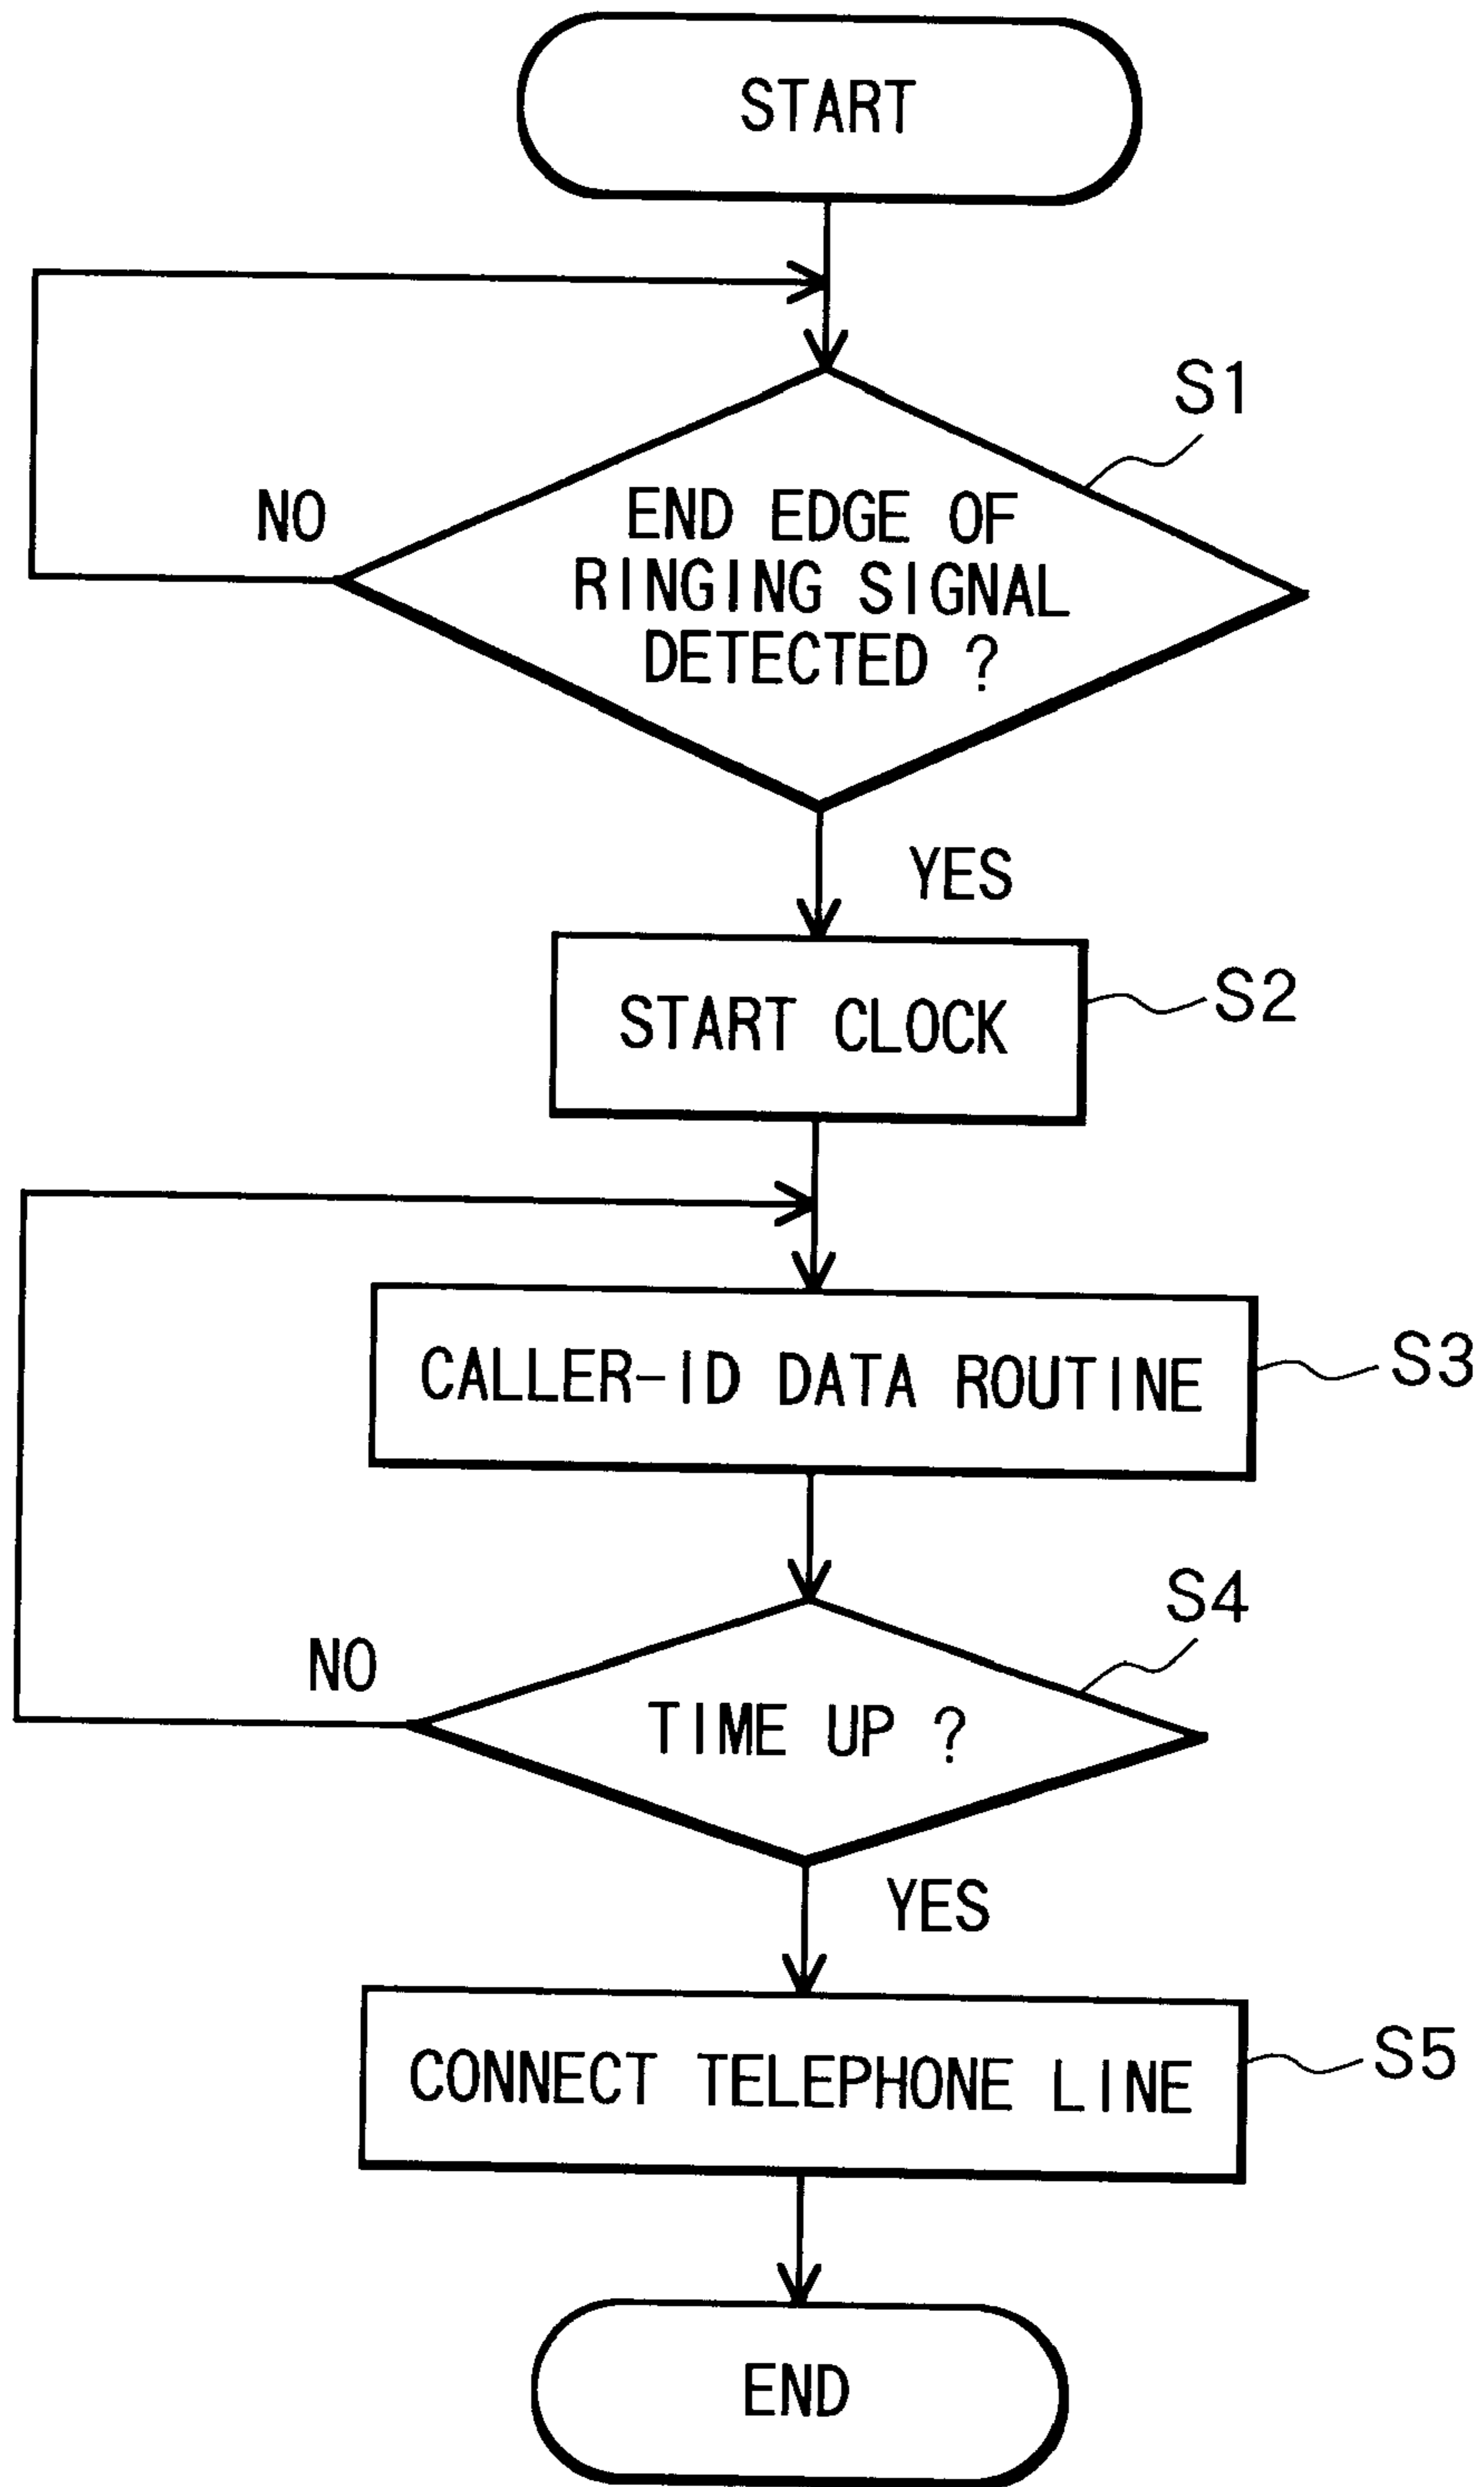 START
S1
NO
END EDGE OF
RINGING SIGNAL
DETECTED ?
YES
START CLOCK
S2
CALLER-ID DATA ROUTINE
S3
S4
NO
TIME UP ?
YES
CONNECT TELEPHONE LINE
S5
END